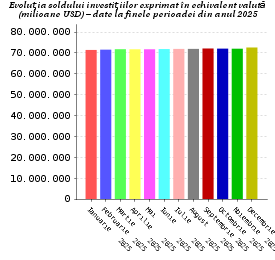 Evoluția soldului investițiilor exprimat în echivalent valută
(milioane USD) – date la finele perioadei din anul 2025
80.000.000
70.000.000
60.000.000
50.000.000
40.000.000
30.000.000
20.000.000
10.000.000
0
Ianuarie 2025
Februarie 2025
Martie 2025
Aprilie 2025
Mai 2025
Iunie 2025
Iulie 2025
August 2025
Septembrie 2025
Octombrie 2025
Noiembrie 2025
Decembrie 2025